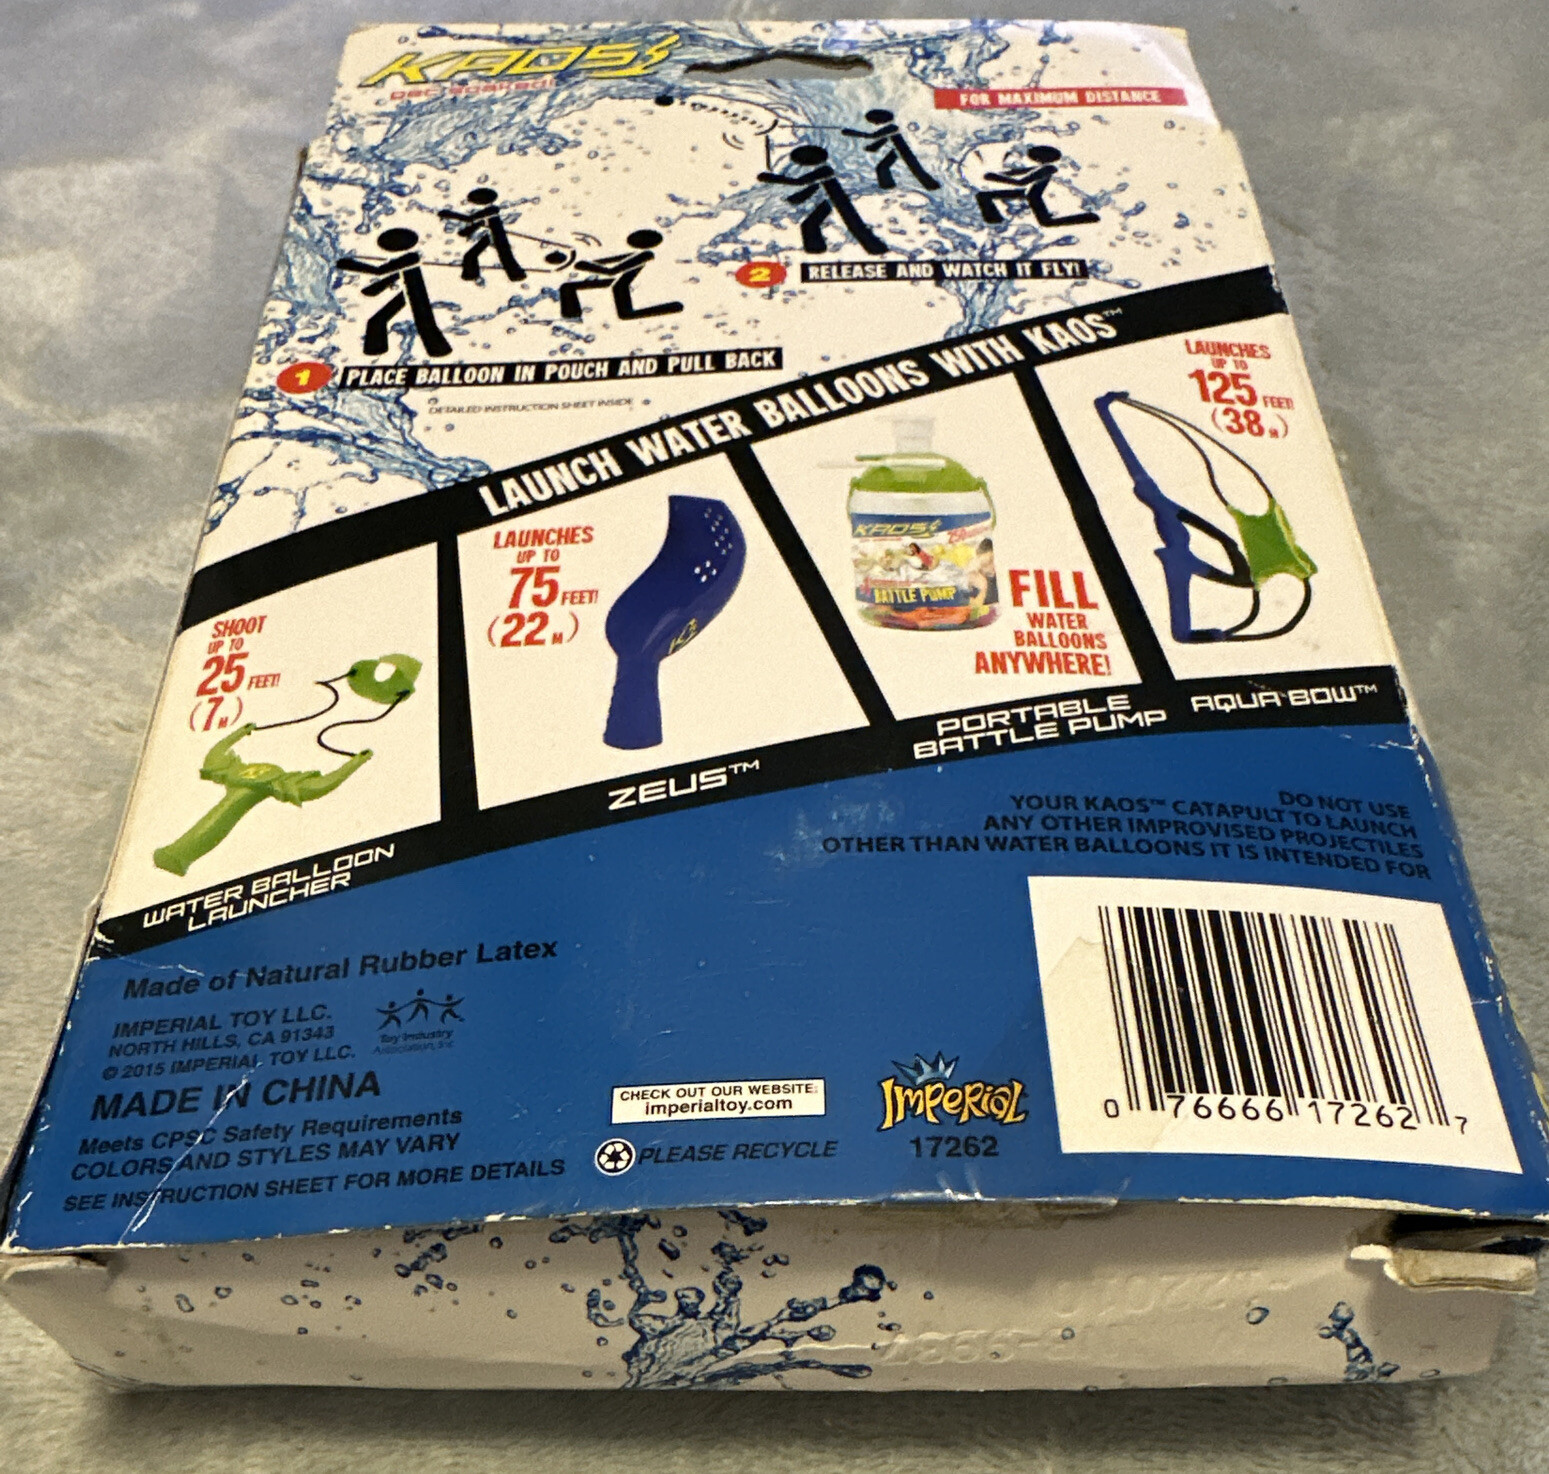 KAOS
GET SOAKED!
FOR MAXIMUM DISTANCE
2 RELEASE AND WATCH IT FLY!
1 PLACE BALLOON IN POUCH AND PULL BACK
DETAILED INSTRUCTION SHEET INSIDE
LAUNCH WATER BALLOONS WITH KAOS™
SHOOT
UP TO
25 FEET!
(7M)
WATER BALLOON
LAUNCHER
LAUNCHES
UP TO
75 FEET!
(22M)
ZEUS™
KAOS
BATTLE PUMP
FILL
WATER
BALLOONS
ANYWHERE!
PORTABLE
BATTLE PUMP
LAUNCHES
UP TO
125 FEET!
(38M)
AQUA BOW™
DO NOT USE
YOUR KAOS™ CATAPULT TO LAUNCH
ANY OTHER IMPROVISED PROJECTILES
OTHER THAN WATER BALLOONS IT IS INTENDED FOR
Made of Natural Rubber Latex
IMPERIAL TOY LLC.
NORTH HILLS, CA 91343
© 2015 IMPERIAL TOY LLC.
Toy Industry
Association, Inc
MADE IN CHINA
Meets CPSC Safety Requirements
COLORS AND STYLES MAY VARY
SEE INSTRUCTION SHEET FOR MORE DETAILS
CHECK OUT OUR WEBSITE:
imperialtoy.com
PLEASE RECYCLE
IMPERIAL
17262
0 76666 17262 7